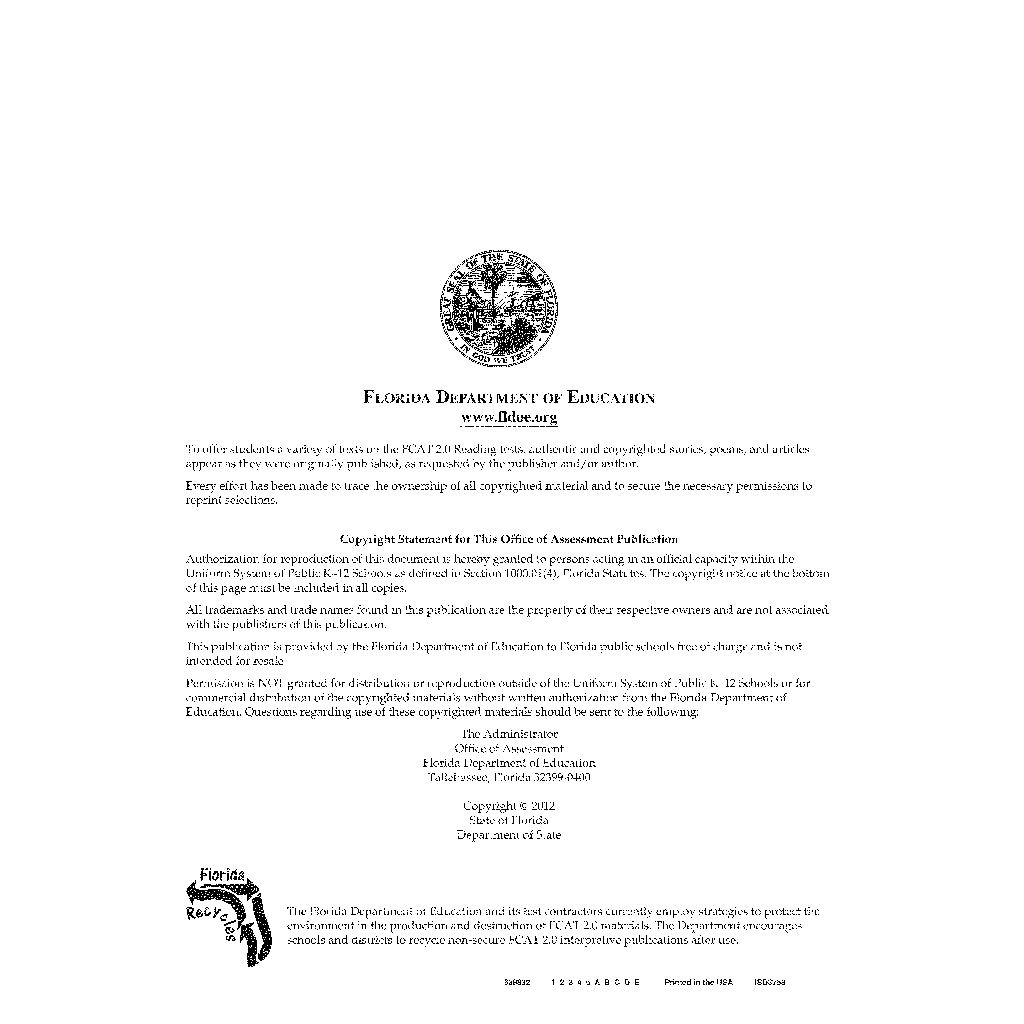 GREAT SEAL OF THE STATE OF FLORIDA
IN GOD WE TRUST
FLORIDA DEPARTMENT OF EDUCATION
www.fldoe.org
To offer students a variety of texts on the FCAT 2.0 Reading tests, authentic and copyrighted stories, poems, and articles
appear as they were originally published, as requested by the publisher and/or author.
Every effort has been made to trace the ownership of all copyrighted material and to secure the necessary permissions to
reprint selections.
Copyright Statement for This Office of Assessment Publication
Authorization for reproduction of this document is hereby granted to persons acting in an official capacity within the
Uniform System of Public K–12 Schools as defined in Section 1000.01(4), Florida Statutes. The copyright notice at the bottom
of this page must be included in all copies.
All trademarks and trade names found in this publication are the property of their respective owners and are not associated
with the publishers of this publication.
This publication is provided by the Florida Department of Education to Florida public schools free of charge and is not
intended for resale
Permission is NOT granted for distribution or reproduction outside of the Uniform System of Public K–12 Schools or for
commercial distribution of the copyrighted materials without written authorization from the Florida Department of
Education. Questions regarding use of these copyrighted materials should be sent to the following:
The Administrator
Office of Assessment
Florida Department of Education
Tallahassee, Florida 32399-0400
Copyright © 2012
State of Florida
Department of State
Florida
Recycles
The Florida Department of Education and its test contractors currently employ strategies to protect the
environment in the production and destruction of FCAT 2.0 materials. The Department encourages
schools and districts to recycle non-secure FCAT 2.0 interpretive publications after use.
1 2 3 4 5 A B C D E Printed in the USA